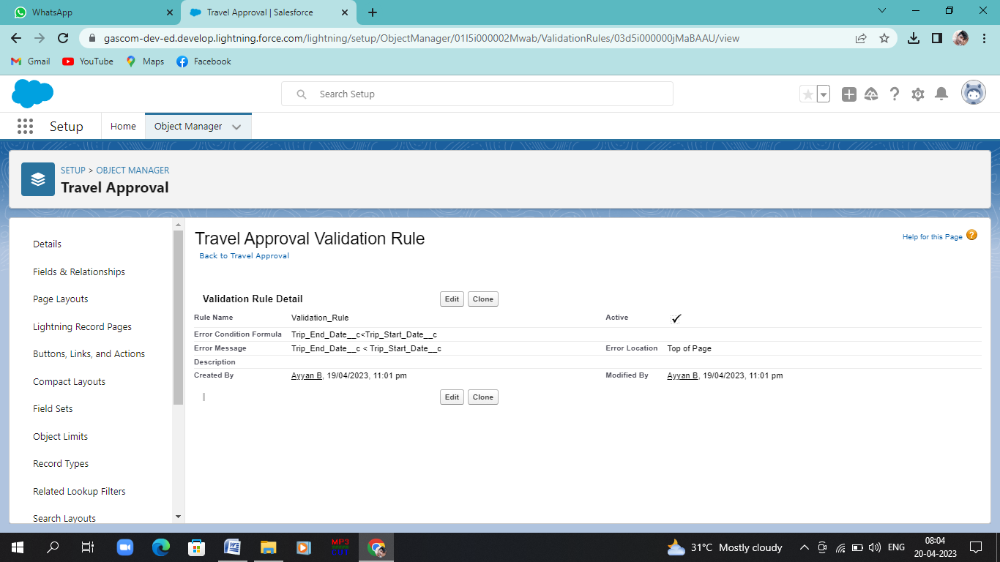 WhatsApp
Travel Approval | Salesforce
gascom-dev-ed.develop.lightning.force.com/lightning/setup/ObjectManager/01I5i000002Mwab/ValidationRules/03d5i000000jMaBAAU/view
Gmail YouTube Maps Facebook
Search Setup
Setup Home Object Manager
SETUP > OBJECT MANAGER
Travel Approval
Details
Fields & Relationships
Page Layouts
Lightning Record Pages
Buttons, Links, and Actions
Compact Layouts
Field Sets
Object Limits
Record Types
Related Lookup Filters
Search Layouts
Travel Approval Validation Rule
Help for this Page ?
Back to Travel Approval
Validation Rule Detail Edit Clone
Rule Name Validation_Rule Active
Error Condition Formula Trip_End_Date__c<Trip_Start_Date__c
Error Message Trip_End_Date__c < Trip_Start_Date__c Error Location Top of Page
Description
Created By Ayyan B, 19/04/2023, 11:01 pm Modified By Ayyan B, 19/04/2023, 11:01 pm
Edit Clone
MP3
31°C Mostly cloudy
ENG
08:04
20-04-2023